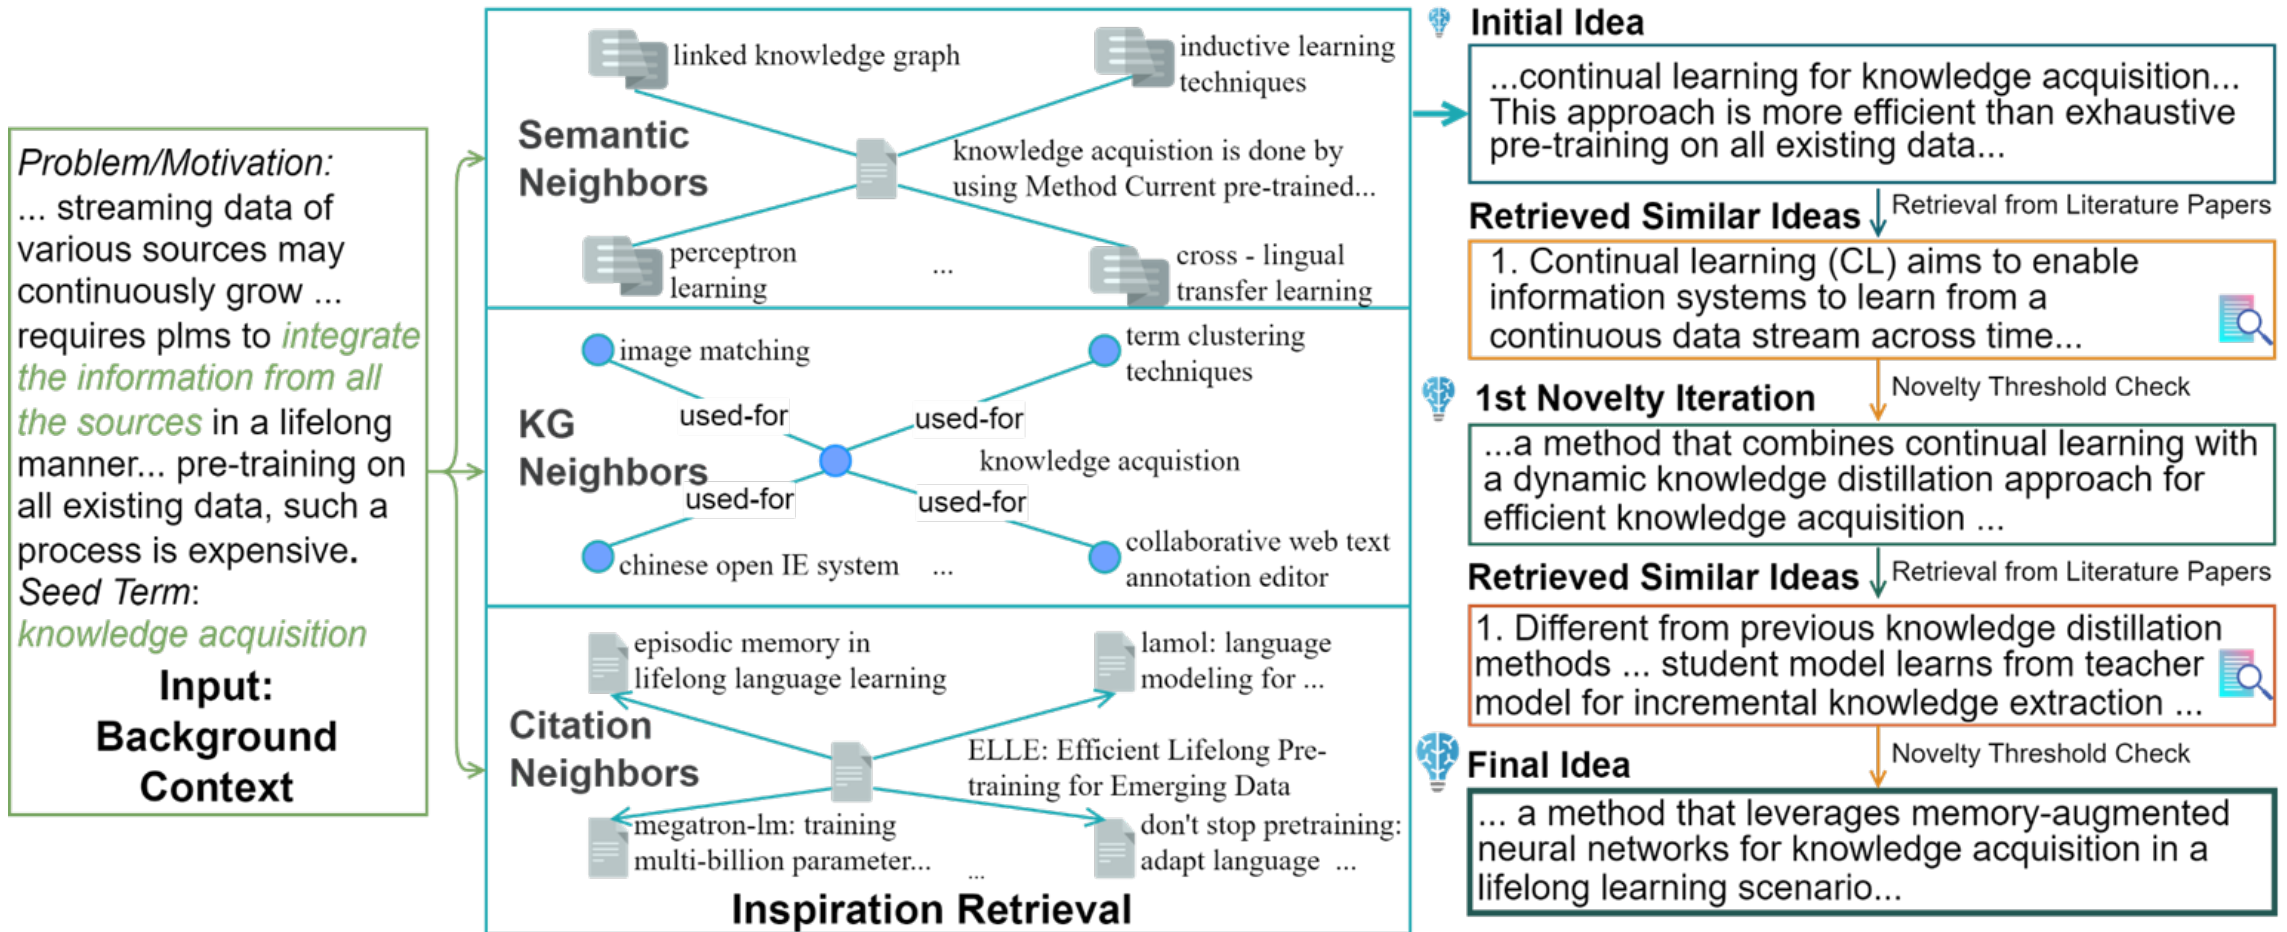 Problem/Motivation:
... streaming data of
various sources may
continuously grow ...
requires plms to integrate
the information from all
the sources in a lifelong
manner... pre-training on
all existing data, such a
process is expensive.
Seed Term:
knowledge acquisition
Input:
Background
Context
Semantic
Neighbors
linked knowledge graph
inductive learning
techniques
knowledge acquistion is done by
using Method Current pre-trained...
perceptron
learning
...
cross - lingual
transfer learning
KG
Neighbors
image matching
term clustering
techniques
used-for
used-for
knowledge acquistion
used-for
used-for
chinese open IE system
...
collaborative web text
annotation editor
Citation
Neighbors
episodic memory in
lifelong language learning
lamol: language
modeling for ...
ELLE: Efficient Lifelong Pre-
training for Emerging Data
megatron-lm: training
multi-billion parameter...
...
don't stop pretraining:
adapt language ...
Inspiration Retrieval
Initial Idea
...continual learning for knowledge acquisition...
This approach is more efficient than exhaustive
pre-training on all existing data...
Retrieval from Literature Papers
Retrieved Similar Ideas
1. Continual learning (CL) aims to enable
information systems to learn from a
continuous data stream across time...
Novelty Threshold Check
1st Novelty Iteration
...a method that combines continual learning with
a dynamic knowledge distillation approach for
efficient knowledge acquisition ...
Retrieval from Literature Papers
Retrieved Similar Ideas
1. Different from previous knowledge distillation
methods ... student model learns from teacher
model for incremental knowledge extraction ...
Novelty Threshold Check
Final Idea
... a method that leverages memory-augmented
neural networks for knowledge acquisition in a
lifelong learning scenario...